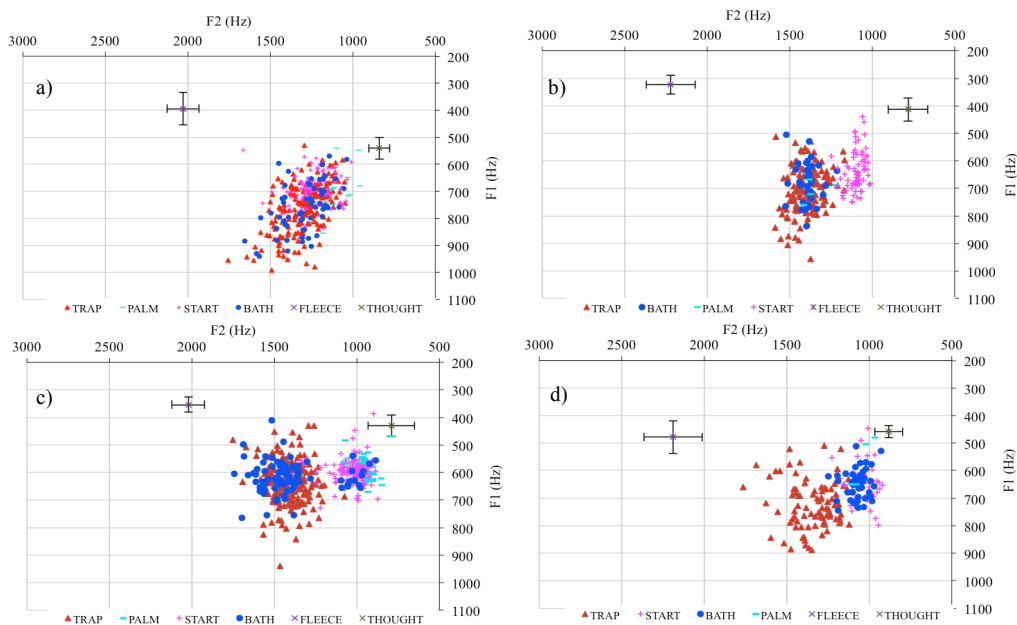 F2 (Hz)
3000 2500 2000 1500 1000 500
a)
200
300
400
500
600
700
800
900
1000
1100
F1 (Hz)
TRAP PALM START BATH FLEECE THOUGHT
F2 (Hz)
3000 2500 2000 1500 1000 500
b)
200
300
400
500
600
700
800
900
1000
1100
F1 (Hz)
TRAP BATH PALM START FLEECE THOUGHT
F2 (Hz)
3000 2500 2000 1500 1000 500
c)
200
300
400
500
600
700
800
900
1000
1100
F1 (Hz)
TRAP PALM START BATH FLEECE THOUGHT
F2 (Hz)
3000 2500 2000 1500 1000 500
d)
200
300
400
500
600
700
800
900
1000
1100
F1 (Hz)
TRAP START BATH PALM FLEECE THOUGHT